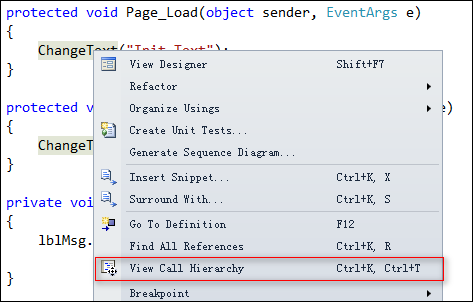 protected void Page_Load(object sender, EventArgs e)
{
ChangeText("Init Text");
}
View Designer Shift+F7
Refactor
Organize Usings
protected vo e)
{
Create Unit Tests...
ChangeT
Generate Sequence Diagram...
}
Insert Snippet... Ctrl+K, X
Surround With... Ctrl+K, S
private voi
{
Go To Definition F12
lblMsg.
Find All References Ctrl+K, R
View Call Hierarchy Ctrl+K, Ctrl+T
}
Breakpoint